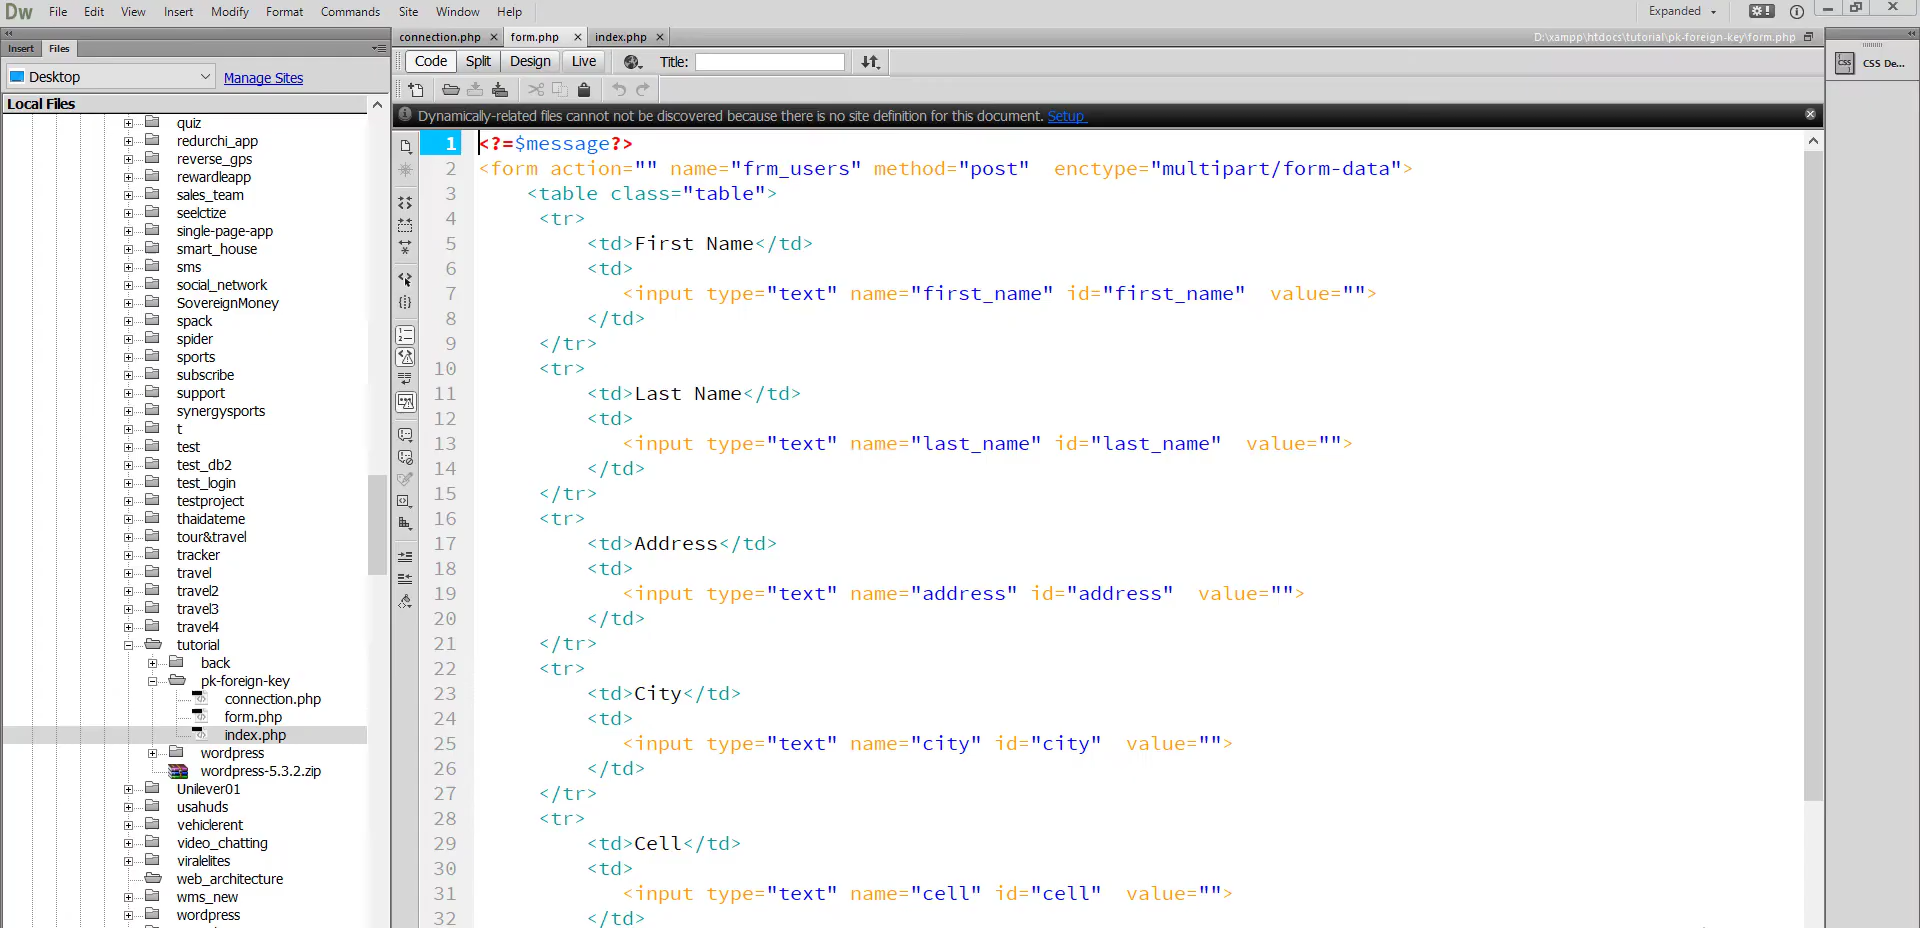 Dw File Edit View Insert Modify Format Commands Site Window Help Expanded
Insert Files
Desktop Manage Sites
Local Files
quiz
redurchi_app
reverse_gps
rewardleapp
sales_team
seelctize
single-page-app
smart_house
sms
social_network
SovereignMoney
spack
spider
sports
subscribe
support
synergysports
t
test
test_db2
test_login
testproject
thaidateme
tour&travel
tracker
travel
travel2
travel3
travel4
tutorial
back
pk-foreign-key
connection.php
form.php
index.php
wordpress
wordpress-5.3.2.zip
Unilever01
usahuds
vehiclerent
video_chatting
viralelites
web_architecture
wms_new
wordpress
connection.php form.php index.php D:\xampp\htdocs\tutorial\pk-foreign-key\form.php
Code Split Design Live Title:
Dynamically-related files cannot not be discovered because there is no site definition for this document. Setup
1 <?=$message?>
2 <form action="" name="frm_users" method="post"  enctype="multipart/form-data">
3 <table class="table">
4 <tr>
5 <td>First Name</td>
6 <td>
7 <input type="text" name="first_name" id="first_name"  value="">
8 </td>
9 </tr>
10 <tr>
11 <td>Last Name</td>
12 <td>
13 <input type="text" name="last_name" id="last_name"  value="">
14 </td>
15 </tr>
16 <tr>
17 <td>Address</td>
18 <td>
19 <input type="text" name="address" id="address"  value="">
20 </td>
21 </tr>
22 <tr>
23 <td>City</td>
24 <td>
25 <input type="text" name="city" id="city"  value="">
26 </td>
27 </tr>
28 <tr>
29 <td>Cell</td>
30 <td>
31 <input type="text" name="cell" id="cell"  value="">
32 </td>
CSS CSS De...